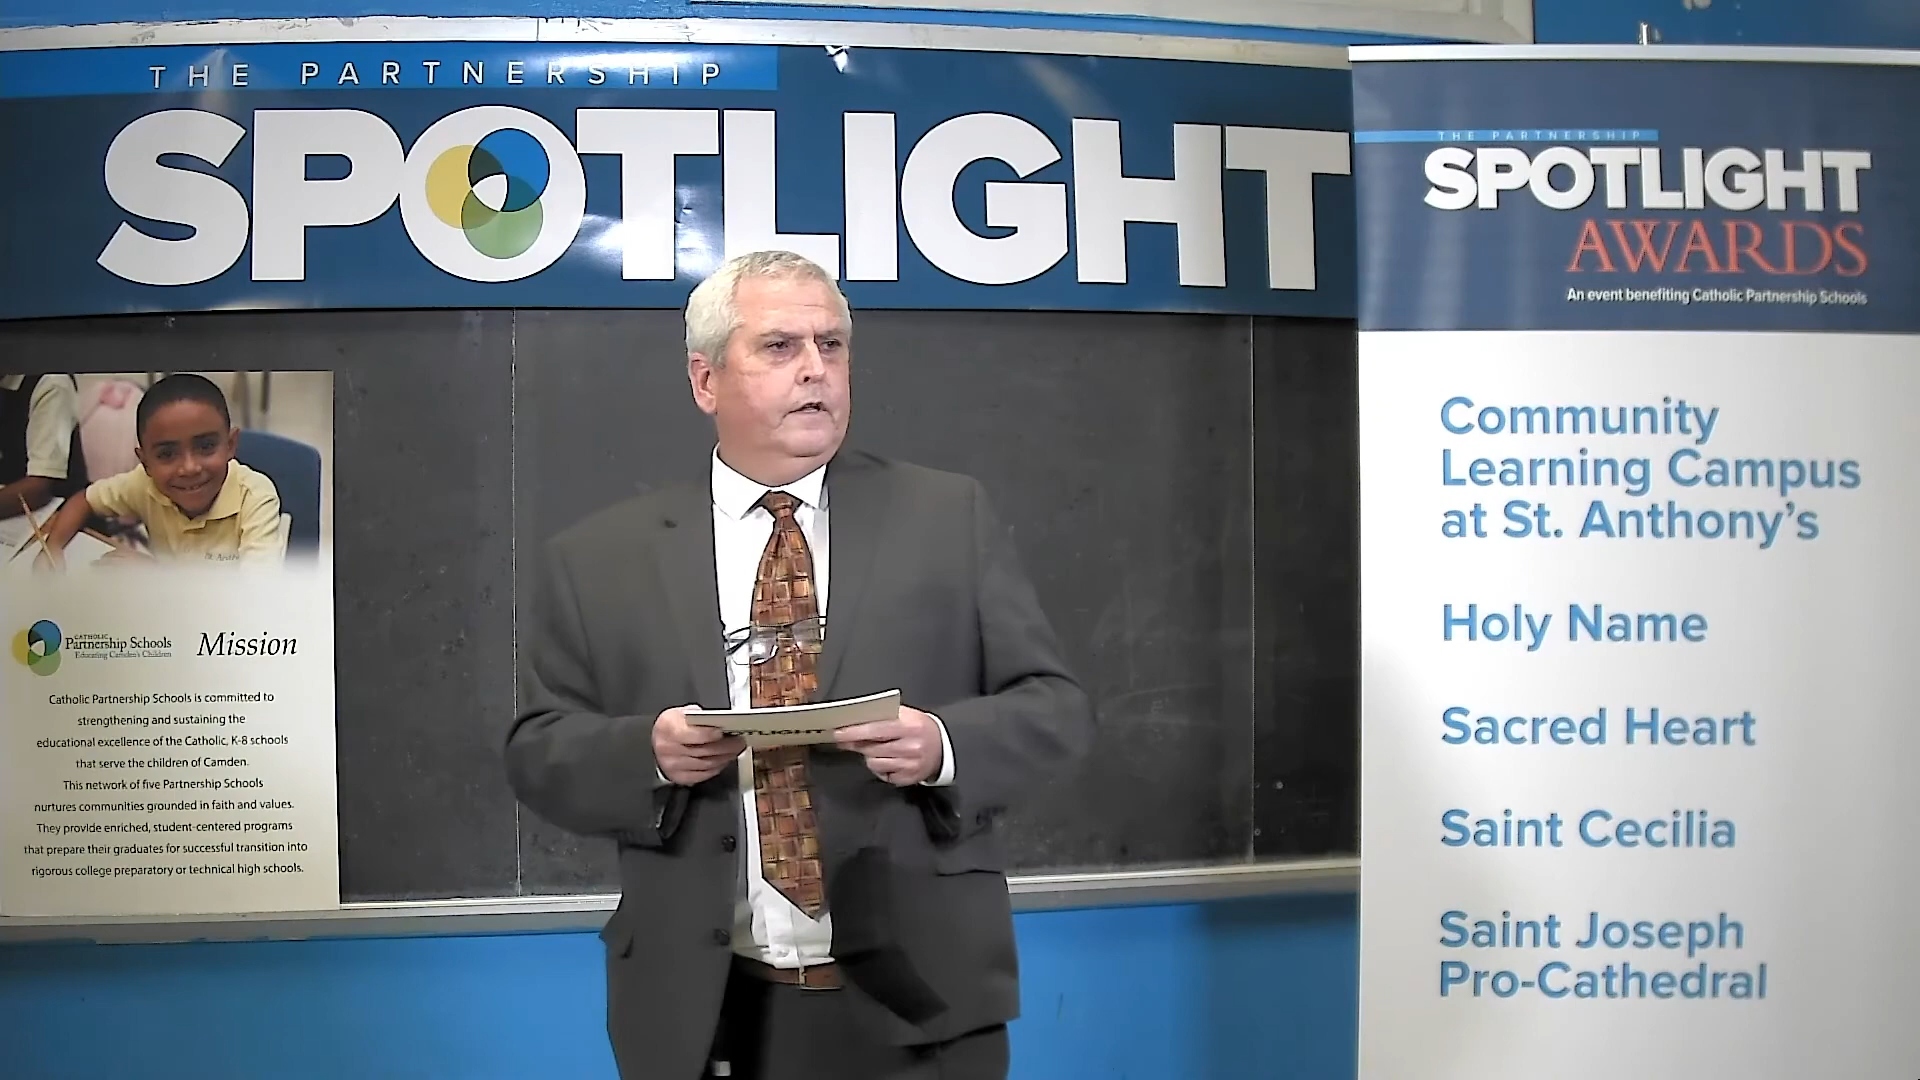 THE PARTNERSHIP
SPOTLIGHT
THE PARTNERSHIP
SPOTLIGHT
AWARDS
An event benefiting Catholic Partnership Schools
Community
Learning Campus
at St. Anthony's
Holy Name
Sacred Heart
Saint Cecilia
Saint Joseph
Pro-Cathedral
CATHOLIC
Partnership Schools
Educating Camden's Children
Mission
Catholic Partnership Schools is committed to
strengthening and sustaining the
educational excellence of the Catholic, K-8 schools
that serve the children of Camden.
This network of five Partnership Schools
nurtures communities grounded in faith and values.
They provide enriched, student-centered programs
that prepare their graduates for successful transition into
rigorous college preparatory or technical high schools.
OTLIGHT